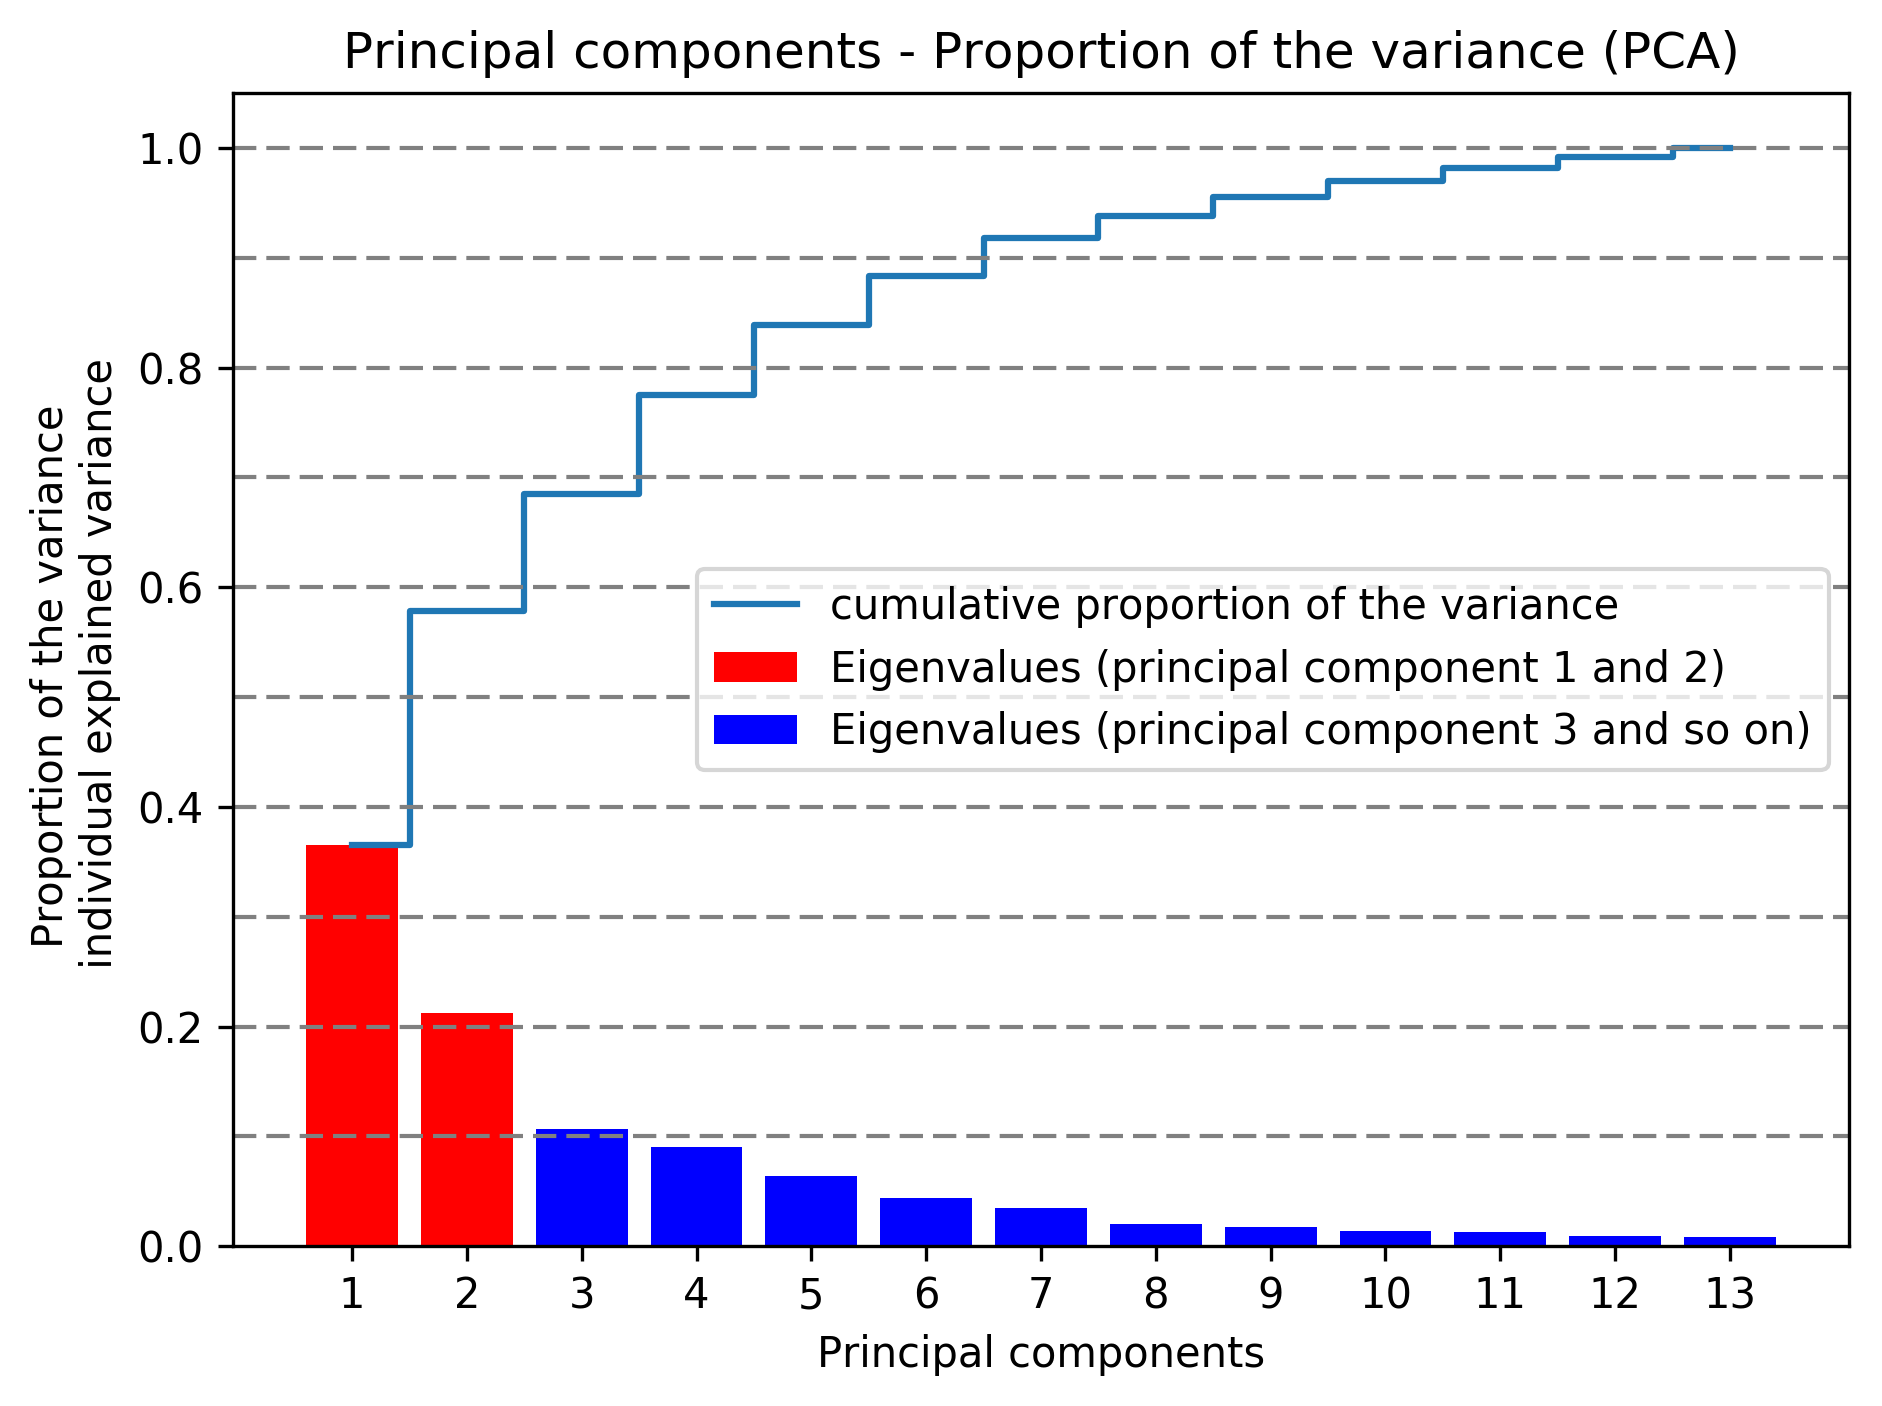 Principal components - Proportion of the variance (PCA)
Proportion of the variance
individual explained variance
1.0
0.8
0.6
0.4
0.2
0.0
cumulative proportion of the variance
Eigenvalues (principal component 1 and 2)
Eigenvalues (principal component 3 and so on)
1 2 3 4 5 6 7 8 9 10 11 12 13
Principal components